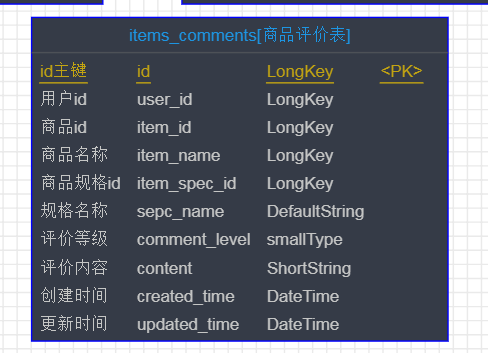 items_comments[商品评价表]
id主键 id LongKey <PK>
用户id user_id LongKey
商品id item_id LongKey
商品名称 item_name LongKey
商品规格id item_spec_id LongKey
规格名称 sepc_name DefaultString
评价等级 comment_level smallType
评价内容 content ShortString
创建时间 created_time DateTime
更新时间 updated_time DateTime